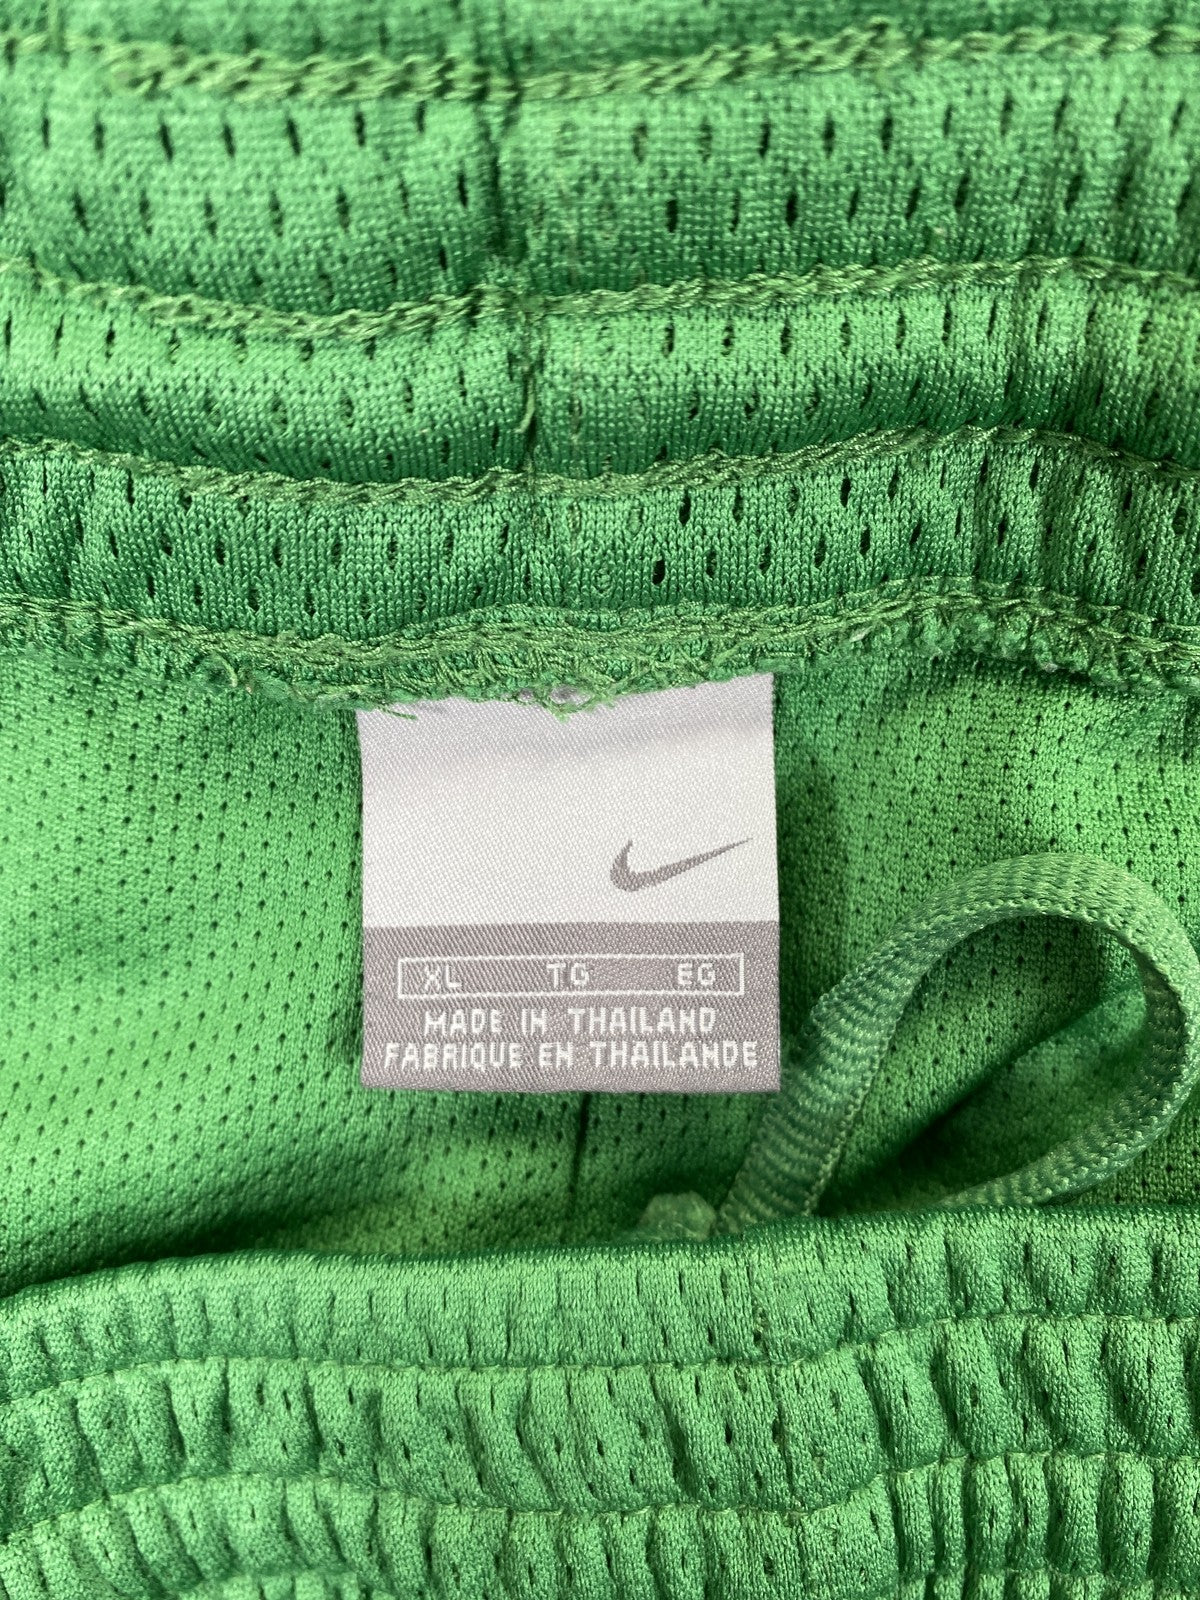 XL TG EG
MADE IN THAILAND
FABRIQUE EN THAILANDE